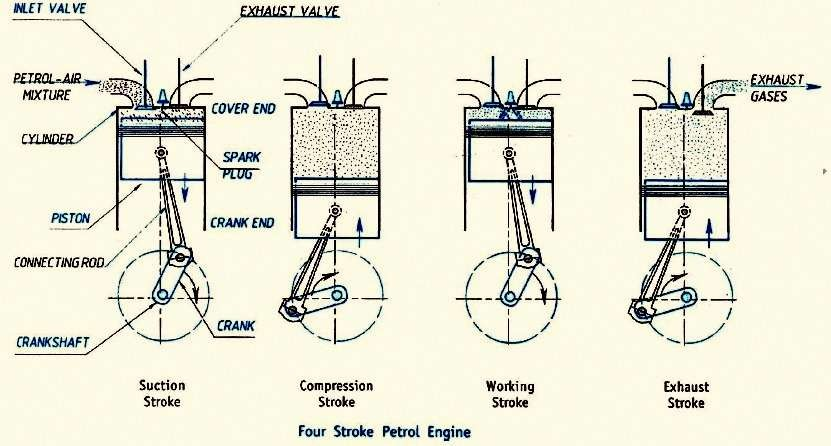 INLET VALVE
EXHAUST VALVE
PETROL-AIR
MIXTURE
COVER END
EXHAUST
GASES
CYLINDER
SPARK
PLUG
PISTON
CRANK END
CONNECTING ROD
CRANK
CRANKSHAFT
Suction
Stroke
Compression
Stroke
Working
Stroke
Exhaust
Stroke
Four Stroke Petrol Engine